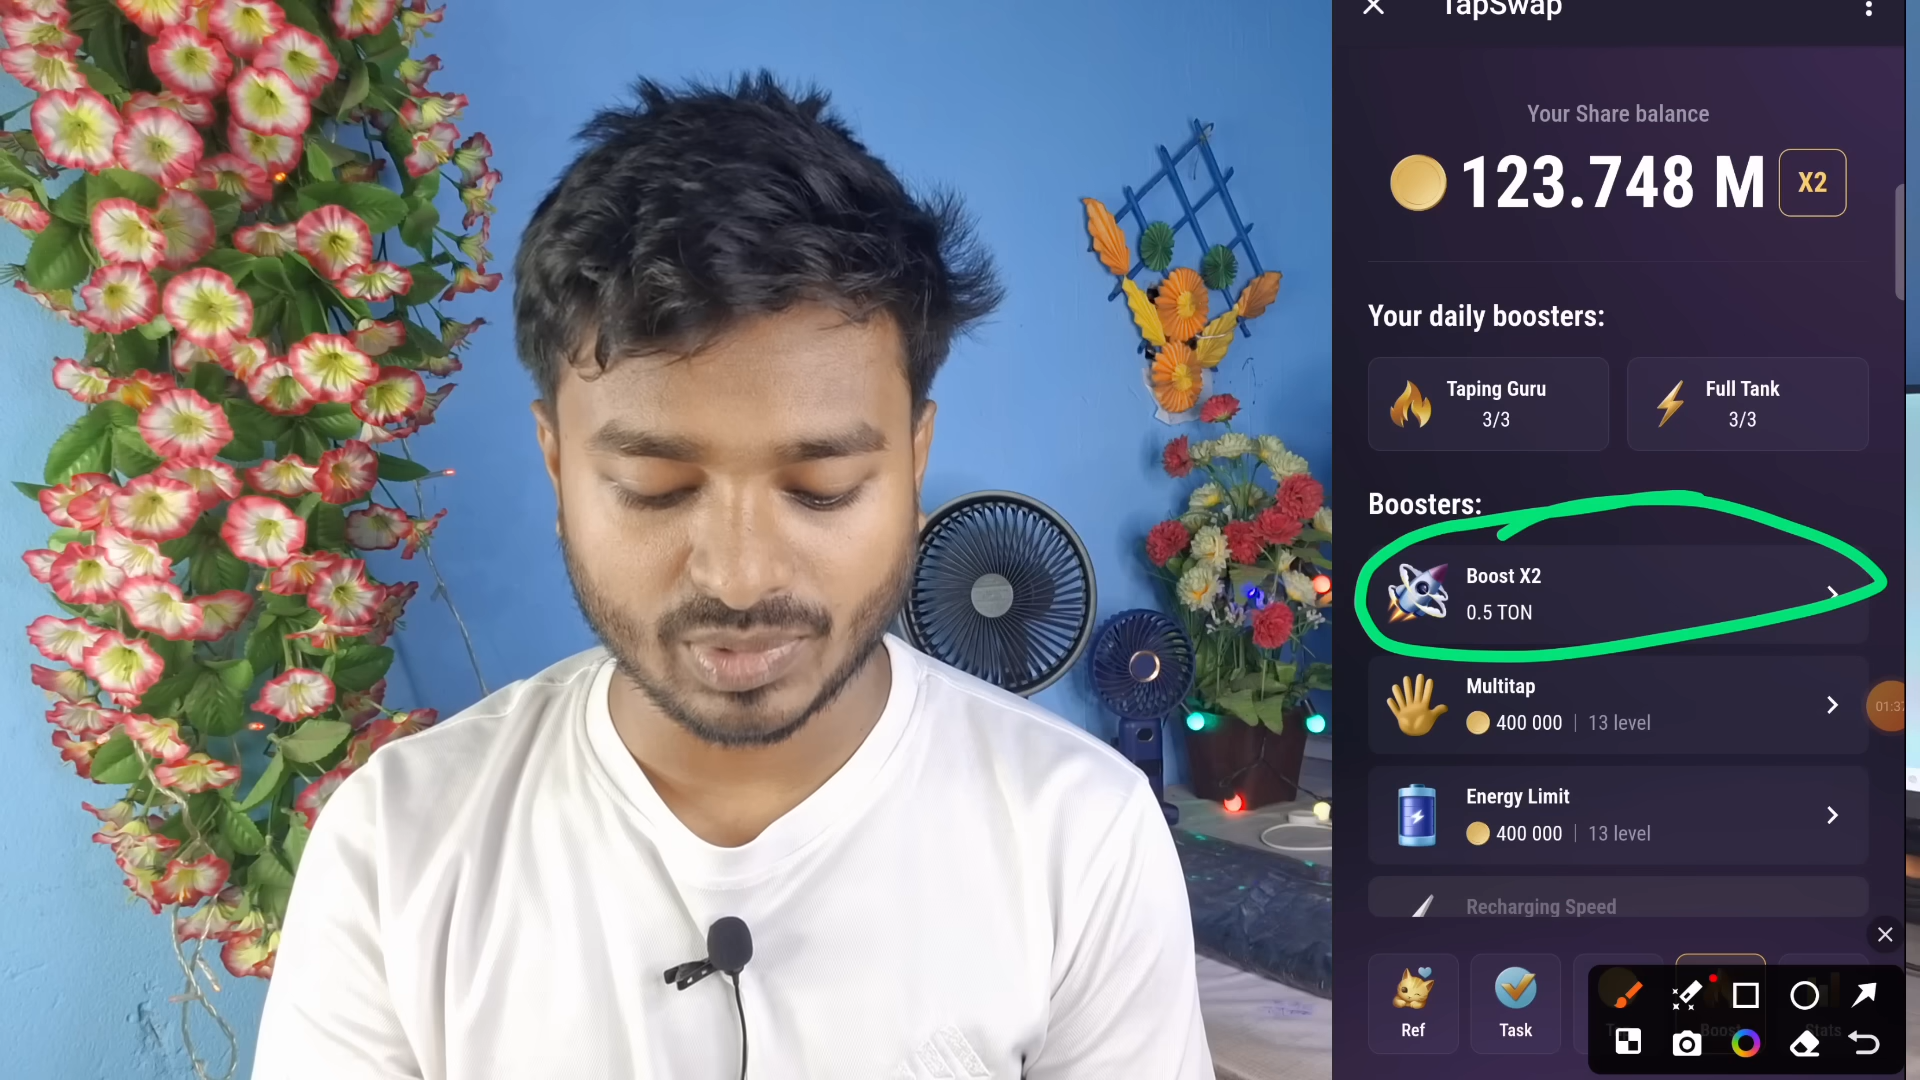 TapSwap
Your Share balance
123.748 M
X2
Your daily boosters:
Taping Guru
3/3
Full Tank
3/3
Boosters:
Boost X2
0.5 TON
Multitap
400 000 | 13 level
Energy Limit
400 000 | 13 level
Recharging Speed
Ref
Task
Boost
Stats